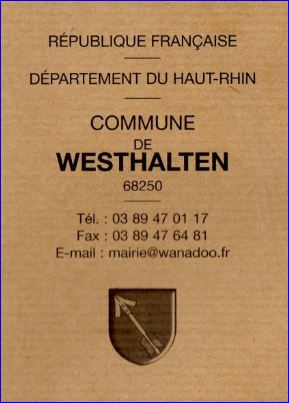 RÉPUBLIQUE FRANÇAISE
DÉPARTEMENT DU HAUT-RHIN
COMMUNE
DE
WESTHALTEN
68250
Tél. : 03 89 47 01 17
Fax : 03 89 47 64 81
E-mail : mairie@wanadoo.fr